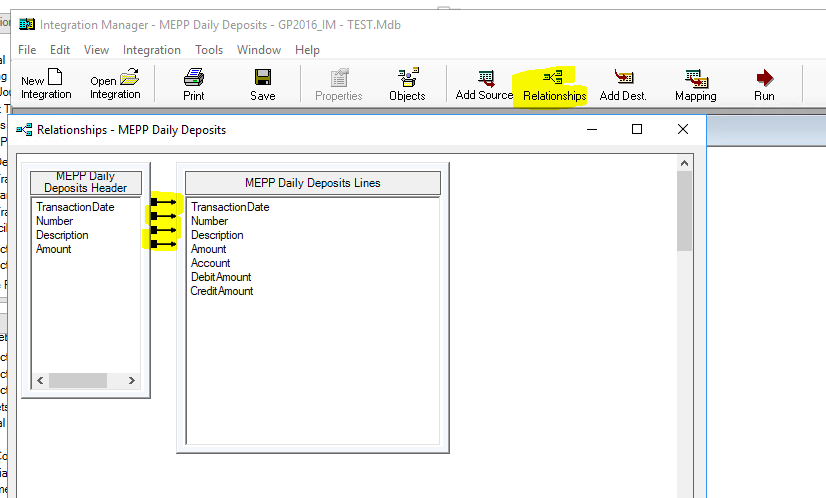 Integration Manager - MEPP Daily Deposits - GP2016_IM - TEST.Mdb
File Edit View Integration Tools Window Help
New Integration
Open Integration
Print
Save
Properties
Objects
Add Source
Relationships
Add Dest.
Mapping
Run
Relationships - MEPP Daily Deposits
MEPP Daily
Deposits Header
TransactionDate
Number
Description
Amount
MEPP Daily Deposits Lines
TransactionDate
Number
Description
Amount
Account
DebitAmount
CreditAmount